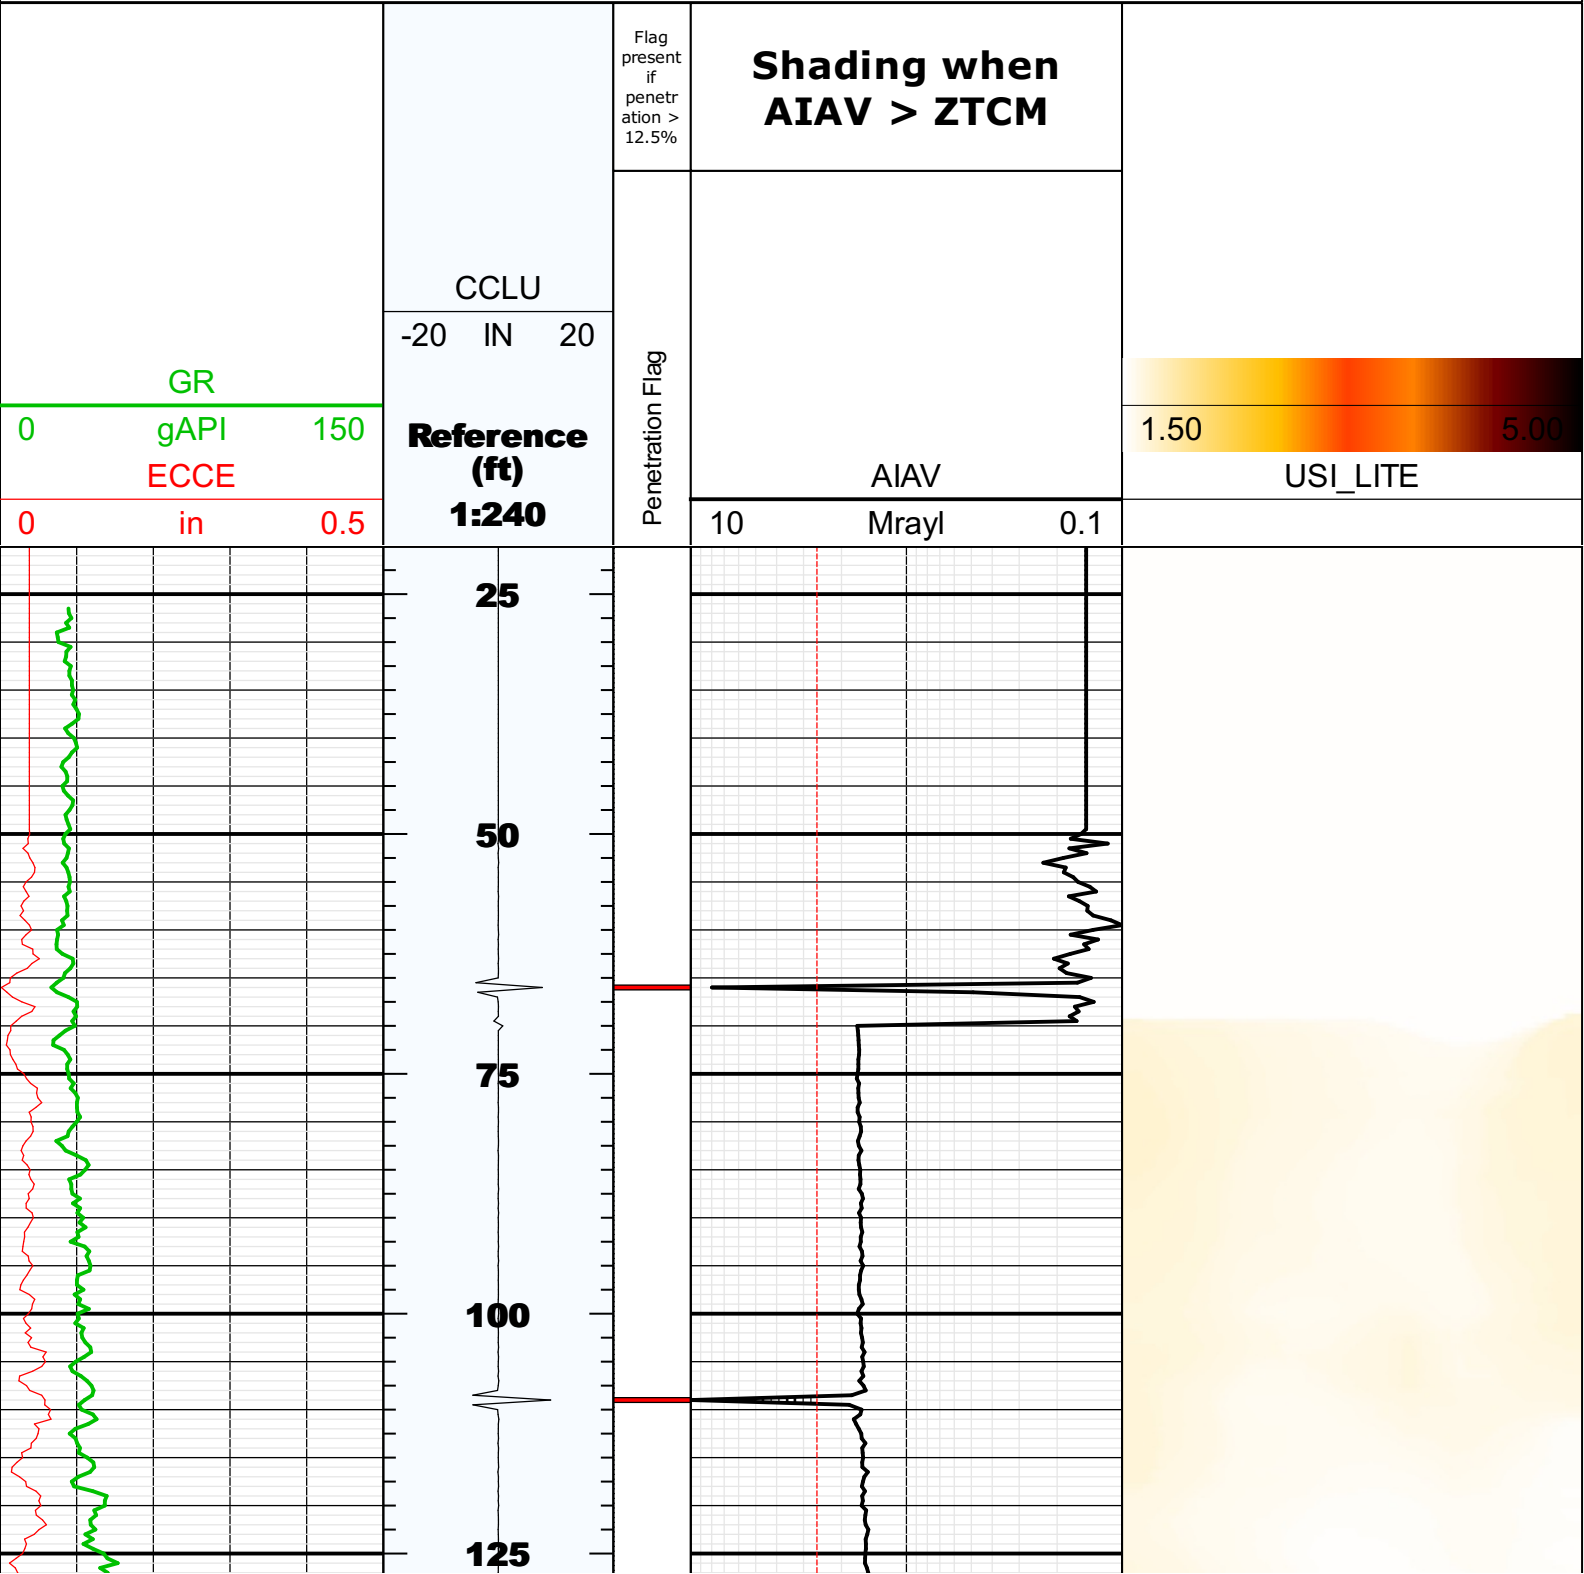 Flag
present
if
penetr
ation >
12.5%
Shading when
AIAV > ZTCM
CCLU
-20 IN 20
GR
0 gAPI 150
ECCE
0 in 0.5
Reference
(ft)
1:240
Penetration Flag
AIAV
10 Mrayl 0.1
1.50 5.00
USI_LITE
25
50
75
100
125